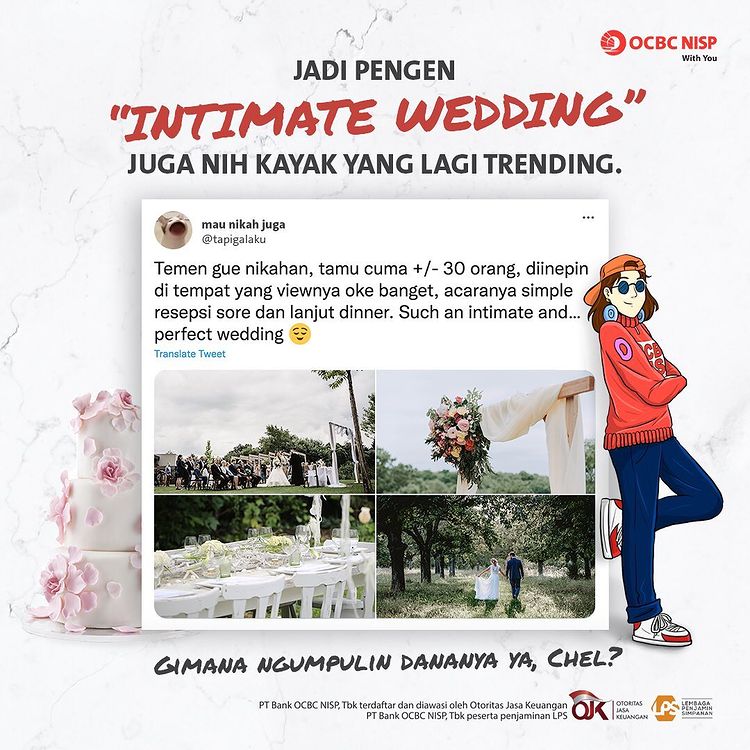 OCBC NISP
With You
JADI PENGEN
"INTIMATE WEDDING"
JUGA NIH KAYAK YANG LAGI TRENDING.
mau nikah juga
@tapigalaku
Temen gue nikahan, tamu cuma +/- 30 orang, diinepin
di tempat yang viewnya oke banget, acaranya simple
resepsi sore dan lanjut dinner. Such an intimate and...
perfect wedding 😌
Translate Tweet
GIMANA NGUMPULIN DANANYA YA, CHEL?
PT Bank OCBC NISP, Tbk terdaftar dan diawasi oleh Otoritas Jasa Keuangan
PT Bank OCBC NISP, Tbk peserta penjaminan LPS
OJK
OTORITAS
JASA
KEUANGAN
LPS
LEMBAGA
PENJAMIN
SIMPANAN